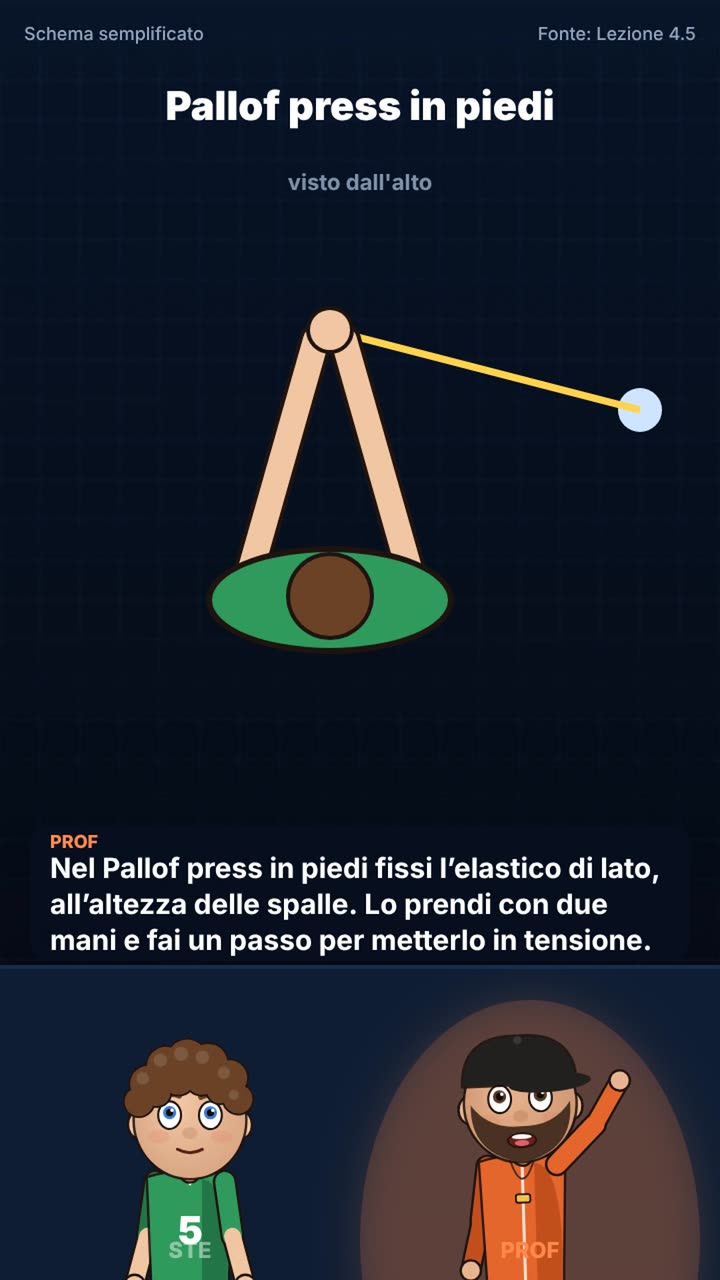 Schema semplificato
Fonte: Lezione 4.5
Pallof press in piedi
visto dall'alto
PROF
Nel Pallof press in piedi fissi l’elastico di lato,
all’altezza delle spalle. Lo prendi con due
mani e fai un passo per metterlo in tensione.
5
STE
PROF